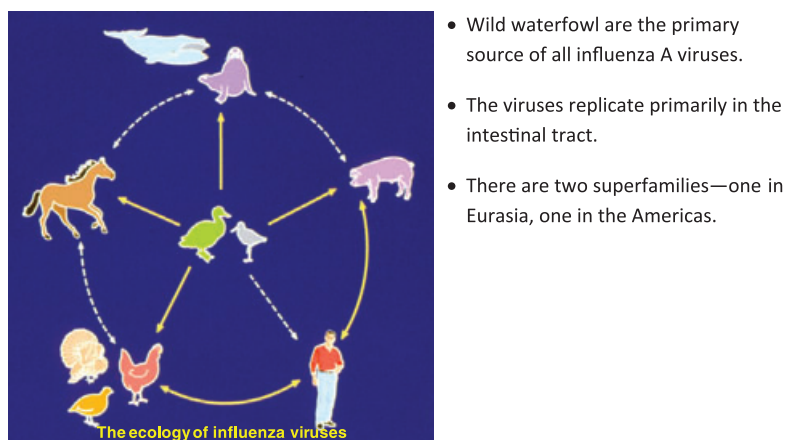 • Wild waterfowl are the primary
source of all influenza A viruses.
• The viruses replicate primarily in the
intestinal tract.
• There are two superfamilies—one in
Eurasia, one in the Americas.
The ecology of influenza viruses